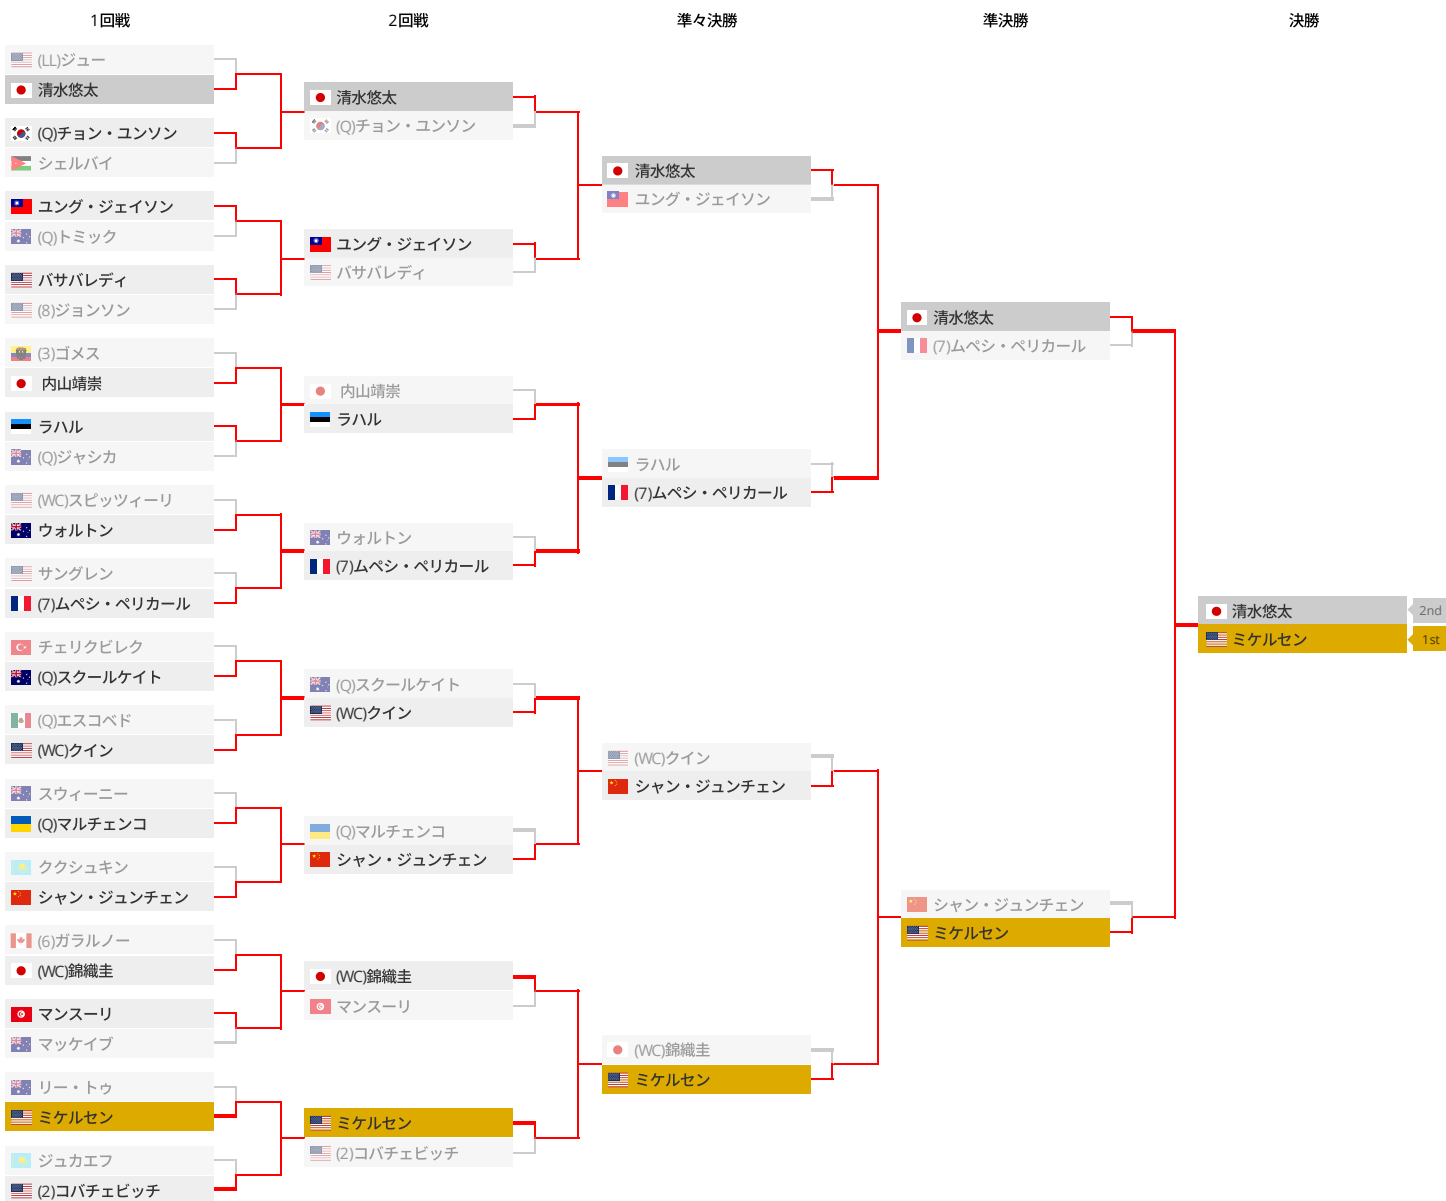 1回戦
2回戦
準々決勝
準決勝
決勝
(LL)ジュー
清水悠太
(Q)チョン・ユンソン
シェルバイ
ユング・ジェイソン
(Q)トミック
バサバレディ
(8)ジョンソン
(3)ゴメス
内山靖崇
ラハル
(Q)ジャシカ
(WC)スピッツィーリ
ウォルトン
サングレン
(7)ムペシ・ペリカール
チェリクビレク
(Q)スクールケイト
(Q)エスコベド
(WC)クイン
スウィーニー
(Q)マルチェンコ
ククシュキン
シャン・ジュンチェン
(6)ガラルノー
(WC)錦織圭
マンスーリ
マッケイブ
リー・トゥ
ミケルセン
ジュカエフ
(2)コバチェビッチ
清水悠太
(Q)チョン・ユンソン
ユング・ジェイソン
バサバレディ
内山靖崇
ラハル
ウォルトン
(7)ムペシ・ペリカール
(Q)スクールケイト
(WC)クイン
(Q)マルチェンコ
シャン・ジュンチェン
(WC)錦織圭
マンスーリ
ミケルセン
(2)コバチェビッチ
清水悠太
ユング・ジェイソン
ラハル
(7)ムペシ・ペリカール
(WC)クイン
シャン・ジュンチェン
(WC)錦織圭
ミケルセン
清水悠太
(7)ムペシ・ペリカール
シャン・ジュンチェン
ミケルセン
清水悠太 2nd
ミケルセン 1st